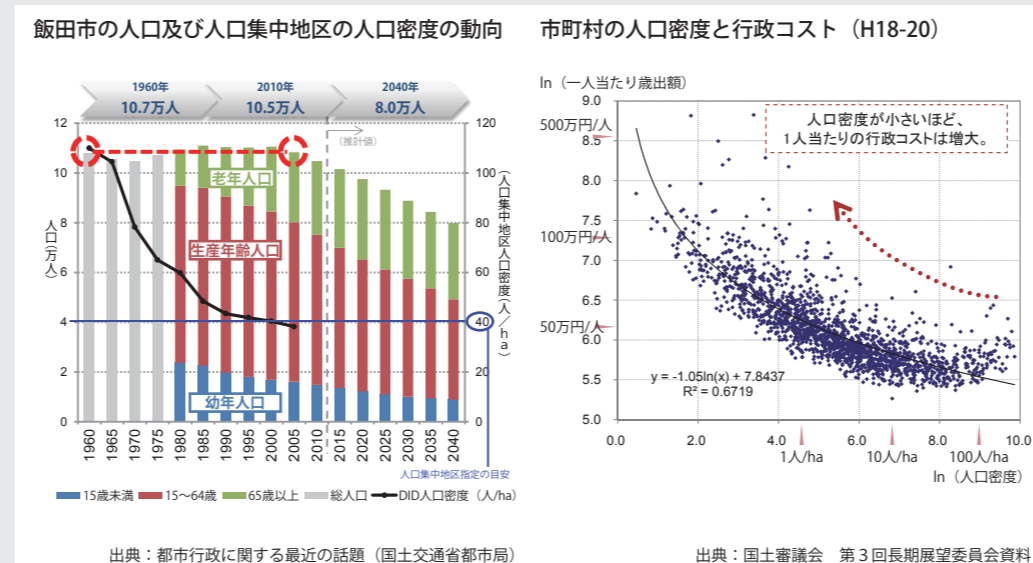 飯田市の人口及び人口集中地区の人口密度の動向
1960年
10.7万人
2010年
10.5万人
2040年
8.0万人
(推計値)
人口(万人)
12
10
8
6
4
2
0
120
100
80
60
40
20
0
(人口集中地区人口密度(人/ha)
老年人口
生産年齢人口
幼年人口
1960
1965
1970
1975
1980
1985
1990
1995
2000
2005
2010
2015
2020
2025
2030
2035
2040
人口集中地区指定の目安
15歳未満 15～64歳 65歳以上 総人口 DID人口密度（人/ha)
出典：都市行政に関する最近の話題（国土交通省都市局）
市町村の人口密度と行政コスト（H18-20）
ln（一人当たり歳出額）
9.0
500万円/人
8.5
8.0
7.5
100万円/人
7.0
6.5
50万円/人
6.0
5.5
5.0
人口密度が小さいほど、
1人当たりの行政コストは増大。
y = -1.05ln(x) + 7.8437
R² = 0.6719
0.0 2.0 4.0 6.0 8.0 10.0
1人/ha 10人/ha 100人/ha
ln（人口密度）
出典：国土審議会　第３回長期展望委員会資料